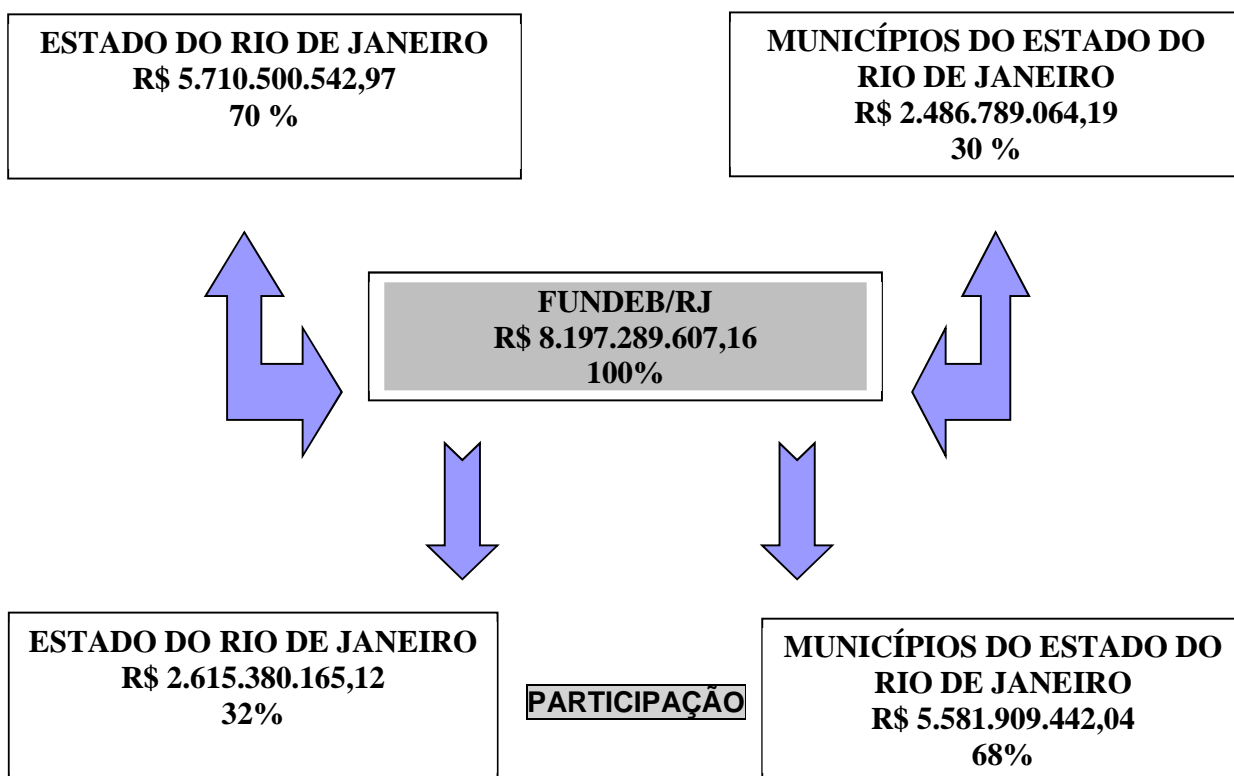 ESTADO DO RIO DE JANEIRO
R$ 5.710.500.542,97
70 %
MUNICÍPIOS DO ESTADO DO
RIO DE JANEIRO
R$ 2.486.789.064,19
30 %
FUNDEB/RJ
R$ 8.197.289.607,16
100%
ESTADO DO RIO DE JANEIRO
R$ 2.615.380.165,12
32%
PARTICIPAÇÃO
MUNICÍPIOS DO ESTADO DO
RIO DE JANEIRO
R$ 5.581.909.442,04
68%